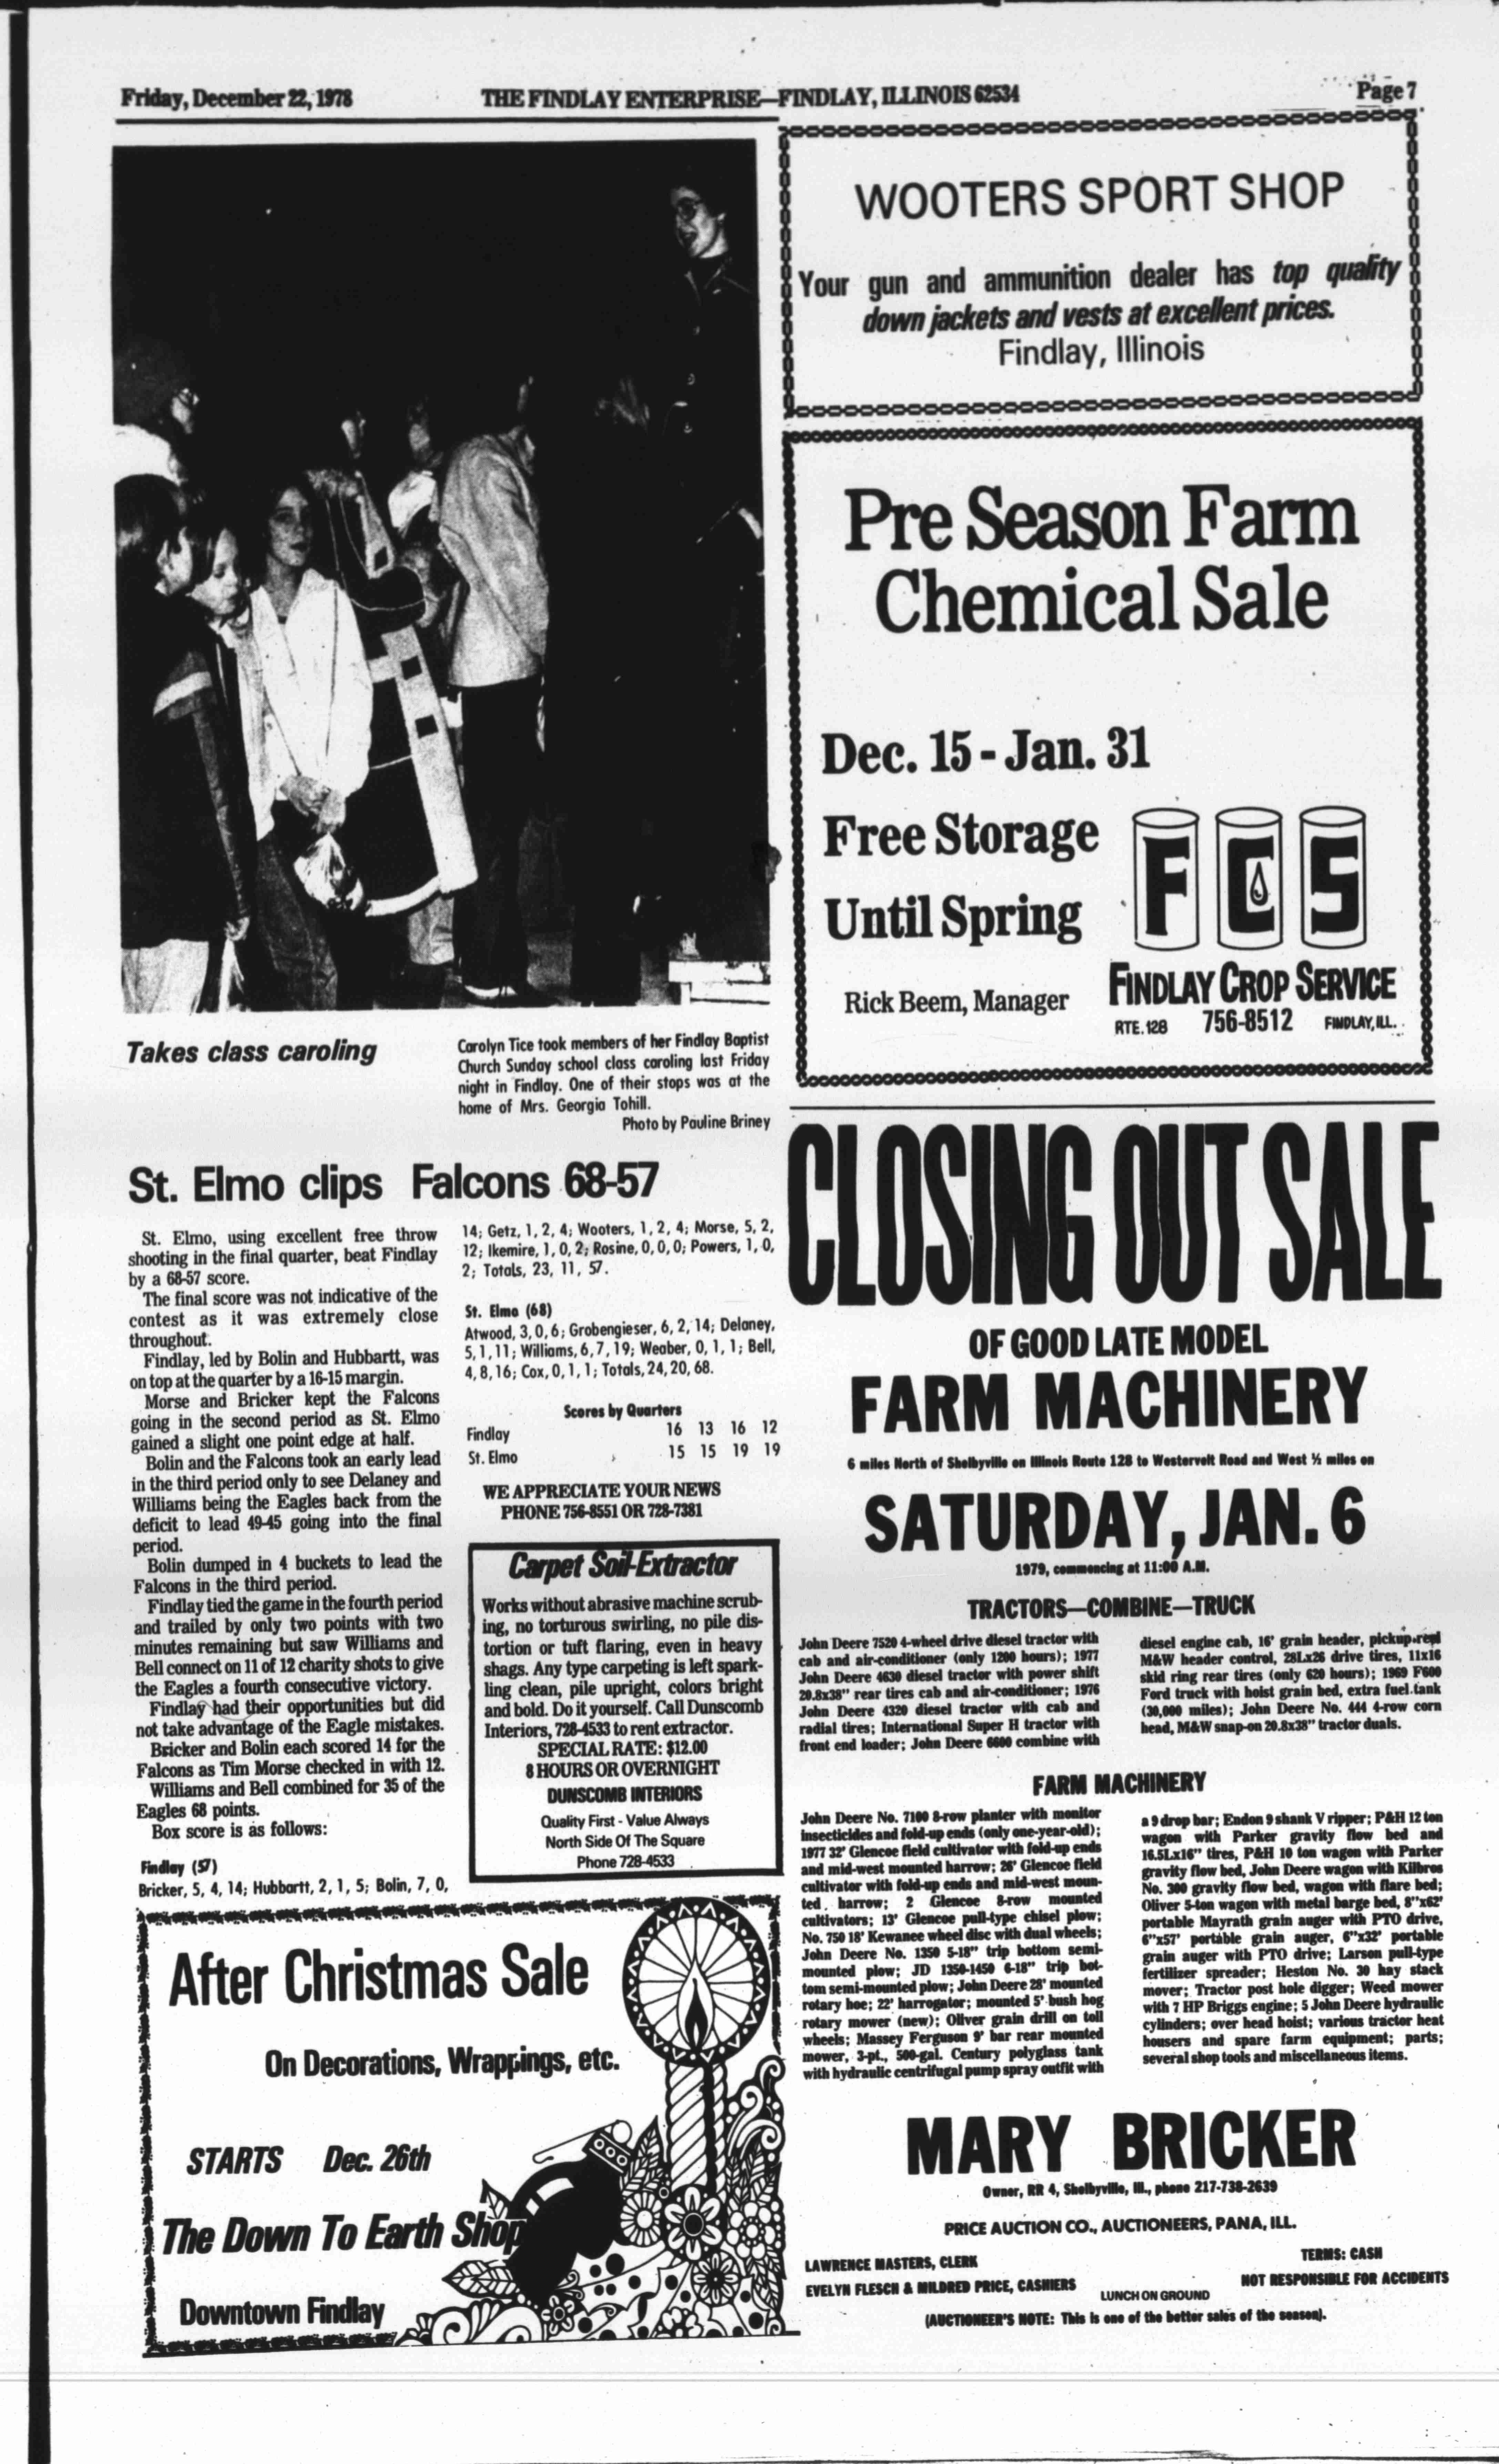 Friday, December 22, 1978
THE FINDLAY ENTERPRISE—FINDLAY, ILLINOIS 62534
Page 7
Takes class caroling
Carolyn Tice took members of her Findlay Baptist
Church Sunday school class caroling last Friday
night in Findlay. One of their stops was at the
home of Mrs. Georgia Tohill.
Photo by Pauline Briney
St. Elmo clips Falcons 68-57
St. Elmo, using excellent free throw
shooting in the final quarter, beat Findlay
by a 68-57 score.
The final score was not indicative of the
contest as it was extremely close
throughout.
Findlay, led by Bolin and Hubbartt, was
on top at the quarter by a 16-15 margin.
Morse and Bricker kept the Falcons
going in the second period as St. Elmo
gained a slight one point edge at half.
Bolin and the Falcons took an early lead
in the third period only to see Delaney and
Williams being the Eagles back from the
deficit to lead 49-45 going into the final
period.
Bolin dumped in 4 buckets to lead the
Falcons in the third period.
Findlay tied the game in the fourth period
and trailed by only two points with two
minutes remaining but saw Williams and
Bell connect on 11 of 12 charity shots to give
the Eagles a fourth consecutive victory.
Findlay had their opportunities but did
not take advantage of the Eagle mistakes.
Bricker and Bolin each scored 14 for the
Falcons as Tim Morse checked in with 12.
Williams and Bell combined for 35 of the
Eagles 68 points.
Box score is as follows:
Findlay (57)
Bricker, 5, 4, 14; Hubbartt, 2, 1, 5; Bolin, 7, 0,
14; Getz, 1, 2, 4; Wooters, 1, 2, 4; Morse, 5, 2,
12; Ikemire, 1, 0, 2; Rosine, 0, 0, 0; Powers, 1, 0,
2; Totals, 23, 11, 57.
St. Elmo (68)
Atwood, 3, 0, 6; Grobengieser, 6, 2, 14; Delaney,
5, 1, 11; Williams, 6, 7, 19; Weaber, 0, 1, 1; Bell,
4, 8, 16; Cox, 0, 1, 1; Totals, 24, 20, 68.
Scores by Quarters
Findlay 16 13 16 12
St. Elmo 15 15 19 19
WE APPRECIATE YOUR NEWS
PHONE 756-8551 OR 728-7381
Carpet Soil-Extractor
Works without abrasive machine scrub-
ing, no torturous swirling, no pile dis-
tortion or tuft flaring, even in heavy
shags. Any type carpeting is left spark-
ling clean, pile upright, colors bright
and bold. Do it yourself. Call Dunscomb
Interiors, 728-4533 to rent extractor.
SPECIAL RATE: $12.00
8 HOURS OR OVERNIGHT
DUNSCOMB INTERIORS
Quality First - Value Always
North Side Of The Square
Phone 728-4533
After Christmas Sale
On Decorations, Wrappings, etc.
STARTS Dec. 26th
The Down To Earth Shop
Downtown Findlay
WOOTERS SPORT SHOP
Your gun and ammunition dealer has top quality
down jackets and vests at excellent prices.
Findlay, Illinois
Pre Season Farm
Chemical Sale
Dec. 15 - Jan. 31
Free Storage
Until Spring
FCS
Rick Beem, Manager
FINDLAY CROP SERVICE
RTE. 128 756-8512 FINDLAY, ILL.
CLOSING OUT SALE
OF GOOD LATE MODEL
FARM MACHINERY
6 miles North of Shelbyville on Illinois Route 128 to Westervelt Road and West ½ miles on
SATURDAY, JAN. 6
1979, commencing at 11:00 A.M.
TRACTORS—COMBINE—TRUCK
John Deere 7520 4-wheel drive diesel tractor with
cab and air-conditioner (only 1200 hours); 1977
John Deere 4630 diesel tractor with power shift
20.8x38" rear tires cab and air-conditioner; 1976
John Deere 4320 diesel tractor with cab and
radial tires; International Super H tractor with
front end loader; John Deere 6600 combine with
diesel engine cab, 16' grain header, pickup reel
M&W header control, 28Lx26 drive tires, 11x16
skid ring rear tires (only 620 hours); 1969 F600
Ford truck with hoist grain bed, extra fuel tank
(30,000 miles); John Deere No. 444 4-row corn
head, M&W snap-on 20.8x38" tractor duals.
FARM MACHINERY
John Deere No. 7100 8-row planter with monitor
insecticides and fold-up ends (only one-year-old);
1977 32' Glencoe field cultivator with fold-up ends
and mid-west mounted harrow; 26' Glencoe field
cultivator with fold-up ends and mid-west moun-
ted harrow; 2 Glencoe 8-row mounted
cultivators; 13' Glencoe pull-type chisel plow;
No. 750 18' Kewanee wheel disc with dual wheels;
John Deere No. 1350 5-18" trip bottom semi-
mounted plow; JD 1350-1450 6-18" trip bot-
tom semi-mounted plow; John Deere 28' mounted
rotary hoe; 22' harrogator; mounted 5' bush hog
rotary mower (new); Oliver grain drill on toll
wheels; Massey Ferguson 9' bar rear mounted
mower, 3-pt., 500-gal. Century polyglass tank
with hydraulic centrifugal pump spray outfit with
a 9 drop bar; Endon 9 shank V ripper; P&H 12 ton
wagon with Parker gravity flow bed and
16.5Lx16" tires, P&H 10 ton wagon with Parker
gravity flow bed, John Deere wagon with Kilbros
No. 300 gravity flow bed, wagon with flare bed;
Oliver 5-ton wagon with metal barge bed, 8"x62'
portable Mayrath grain auger with PTO drive,
6"x57' portable grain auger, 6"x32' portable
grain auger with PTO drive; Larson pull-type
fertilizer spreader; Heston No. 30 hay stack
mover; Tractor post hole digger; Weed mower
with 7 HP Briggs engine; 5 John Deere hydraulic
cylinders; over head hoist; various tractor heat
housers and spare farm equipment; parts;
several shop tools and miscellaneous items.
MARY BRICKER
Owner, RR 4, Shelbyville, Ill., phone 217-738-2639
PRICE AUCTION CO., AUCTIONEERS, PANA, ILL.
LAWRENCE MASTERS, CLERK
TERMS: CASH
EVELYN FLESCH & MILDRED PRICE, CASHIERS
NOT RESPONSIBLE FOR ACCIDENTS
LUNCH ON GROUND
(AUCTIONEER'S NOTE: This is one of the better sales of the season).